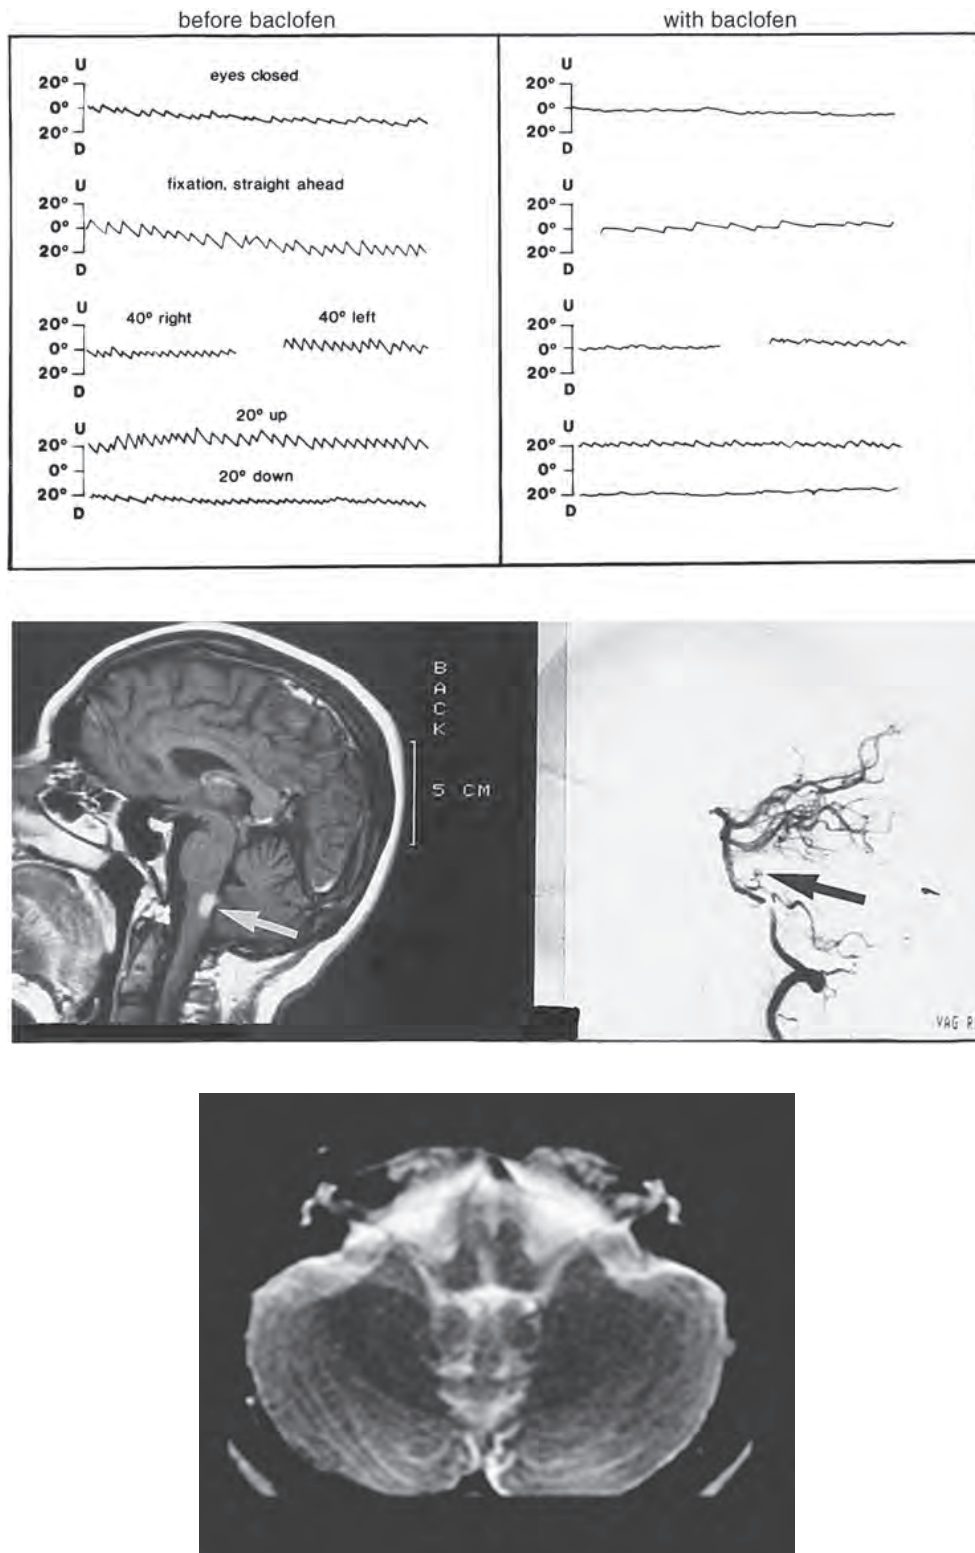 before baclofen
with baclofen
U
20°
0°
20°
D
eyes closed
U
20°
0°
20°
D
U
20°
0°
20°
D
fixation, straight ahead
U
20°
0°
20°
D
U
20°
0°
20°
D
40° right
40° left
U
20°
0°
20°
D
U
20°
0°
20°
D
20° up
20° down
U
20°
0°
20°
D
B
A
C
K
5 CM
VAG R